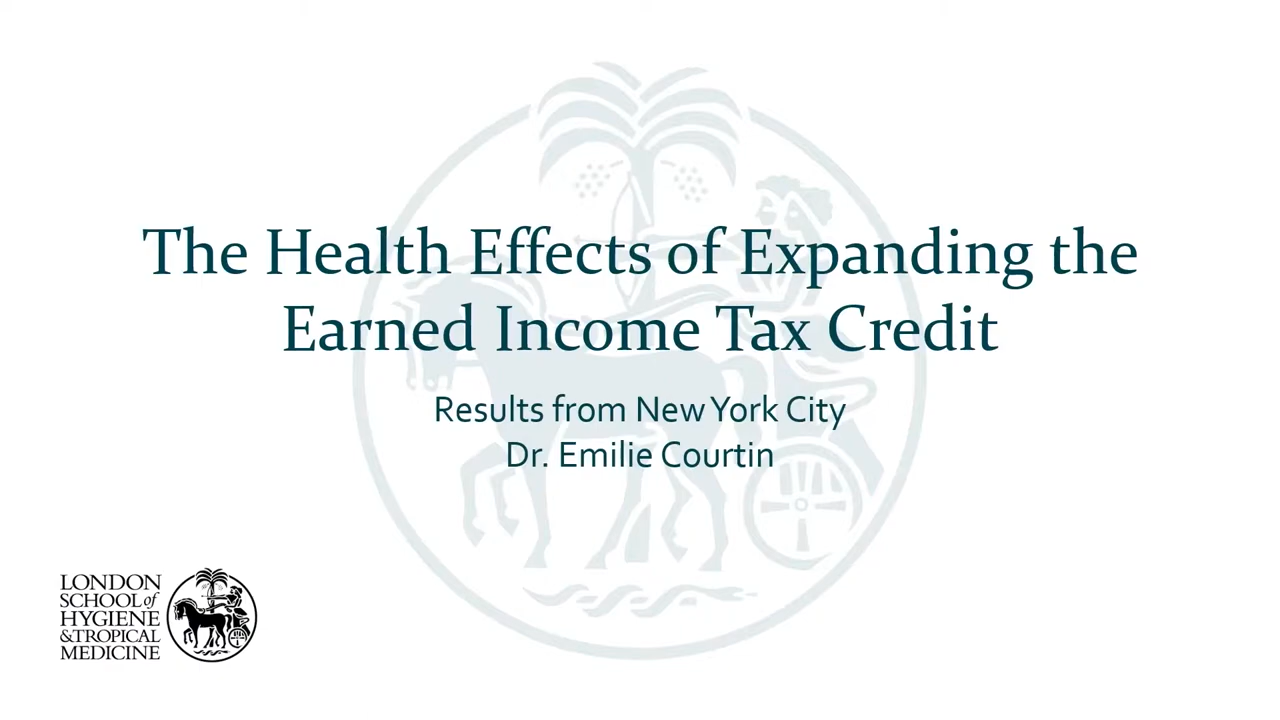 The Health Effects of Expanding the
Earned Income Tax Credit
Results from New York City
Dr. Emilie Courtin
LONDON
SCHOOL of
HYGIENE
&TROPICAL
MEDICINE